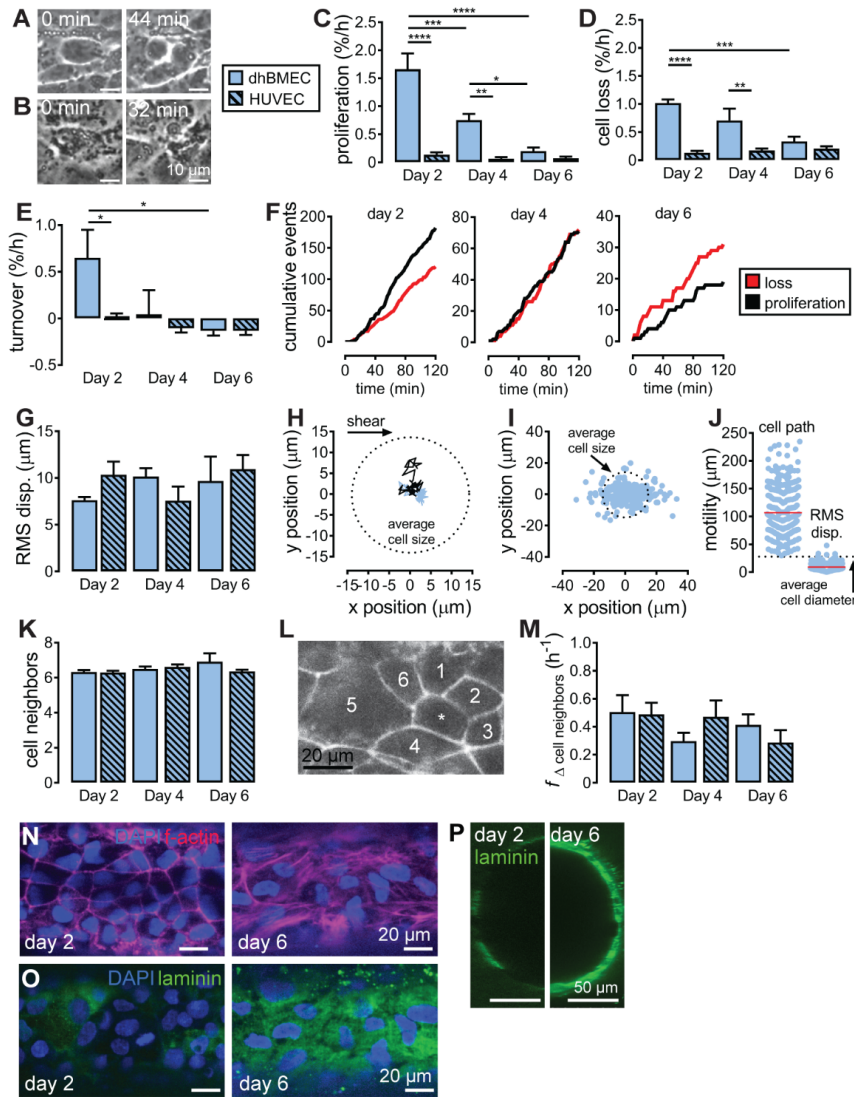 A
0 min
44 min
B
0 min
32 min
10 µm
dhBMEC
HUVEC
C
proliferation (%/h)
2.5
2.0
1.5
1.0
0.5
0
****
***
****
*
**
Day 2
Day 4
Day 6
D
cell loss (%/h)
2.0
1.5
1.0
0.5
0
***
****
**
Day 2
Day 4
Day 6
E
turnover (%/h)
1.0
0.5
0
-0.5
*
*
Day 2
Day 4
Day 6
F
cumulative events
day 2
200
150
100
50
0
0
40
80
120
time (min)
day 4
80
60
40
20
0
0
40
80
120
time (min)
day 6
40
30
20
10
0
0
40
80
120
time (min)
loss
proliferation
G
RMS disp. (µm)
15
10
5
0
Day 2
Day 4
Day 6
H
shear
y position (µm)
14
10
6
2
-2
-6
-10
-14
average
cell size
-15
-10
-5
0
5
10
15
x position (µm)
I
average
cell size
y position (µm)
40
20
0
-20
-40
-40
-20
0
20
40
x position (µm)
J
cell path
motility (µm)
250
200
150
100
50
0
RMS
disp.
average
cell diameter
K
cell neighbors
8
6
4
2
0
Day 2
Day 4
Day 6
L
1
2
3
4
5
6
*
20 µm
M
f Δ cell neighbors (h-1)
1.0
0.8
0.6
0.4
0.2
0
Day 2
Day 4
Day 6
N
DAPI f-actin
day 2
day 6
20 µm
O
DAPI laminin
day 2
day 6
20 µm
P
day 2
day 6
laminin
50 µm